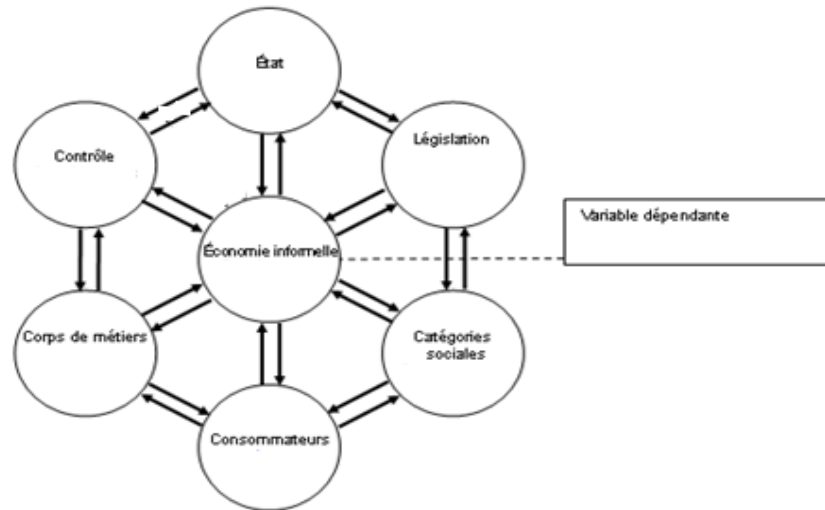 État
Législation
Contrôle
Variable dépendante
Économie informelle
Corps de métiers
Catégories
sociales
Consommateurs